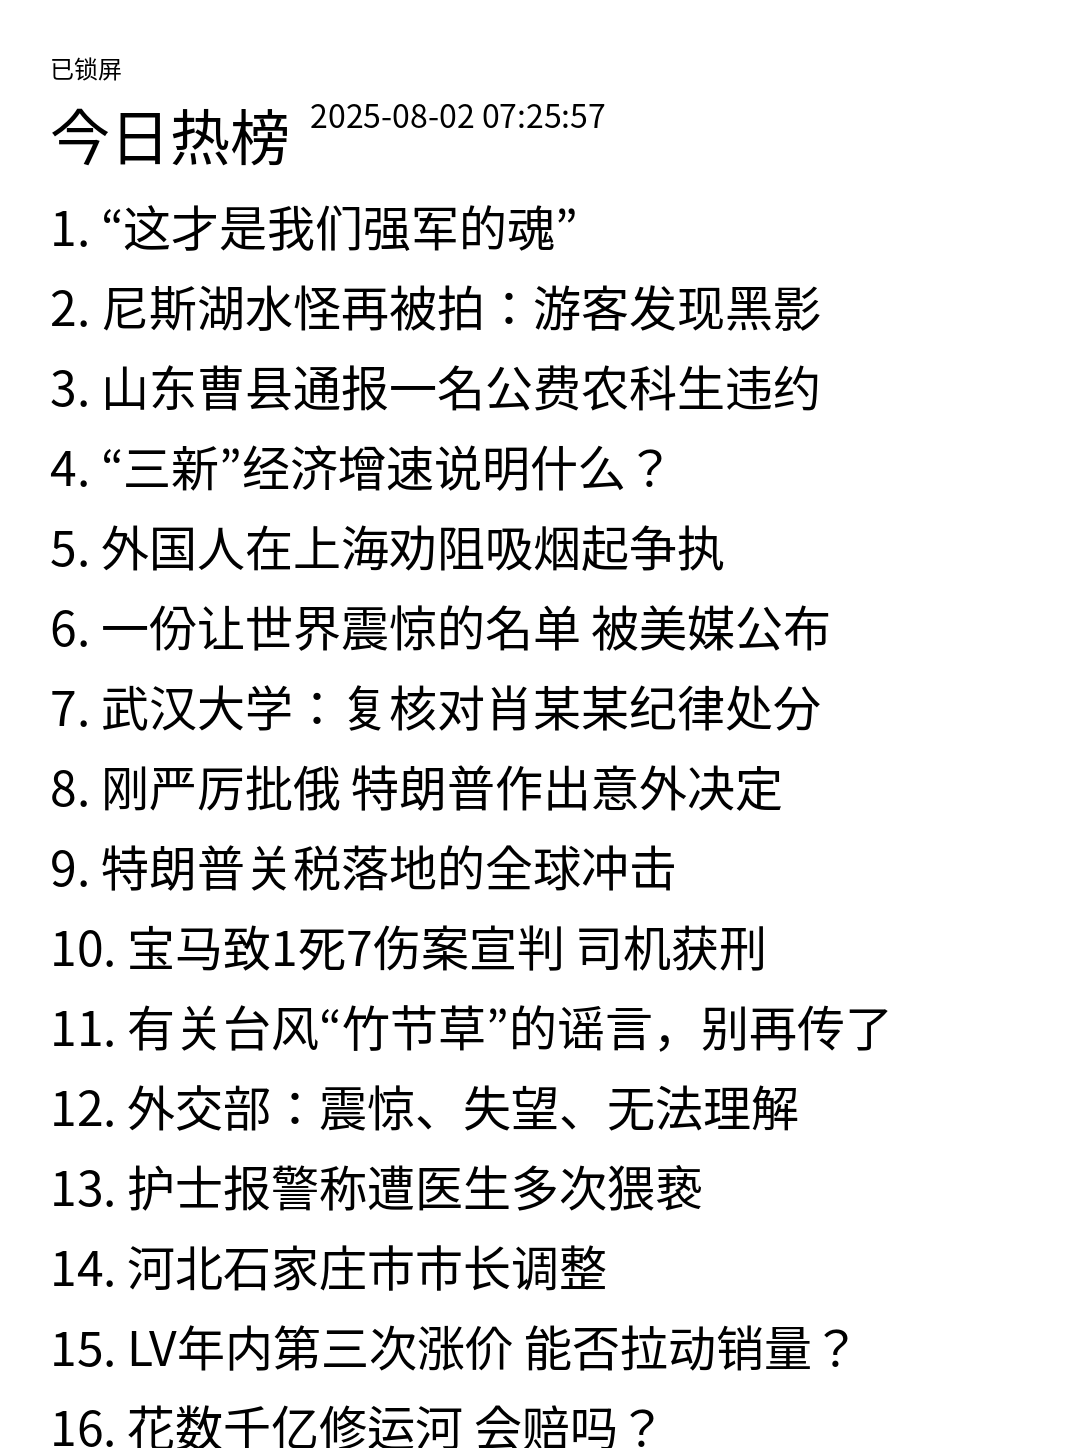 已锁屏
今日热榜 2025-08-02 07:25:57
1. “这才是我们强军的魂”
2. 尼斯湖水怪再被拍：游客发现黑影
3. 山东曹县通报一名公费农科生违约
4. “三新”经济增速说明什么？
5. 外国人在上海劝阻吸烟起争执
6. 一份让世界震惊的名单 被美媒公布
7. 武汉大学：复核对肖某某纪律处分
8. 刚严厉批俄 特朗普作出意外决定
9. 特朗普关税落地的全球冲击
10. 宝马致1死7伤案宣判 司机获刑
11. 有关台风“竹节草”的谣言，别再传了
12. 外交部：震惊、失望、无法理解
13. 护士报警称遭医生多次猥亵
14. 河北石家庄市市长调整
15. LV年内第三次涨价 能否拉动销量？
16. 花数千亿修运河 会赔吗？